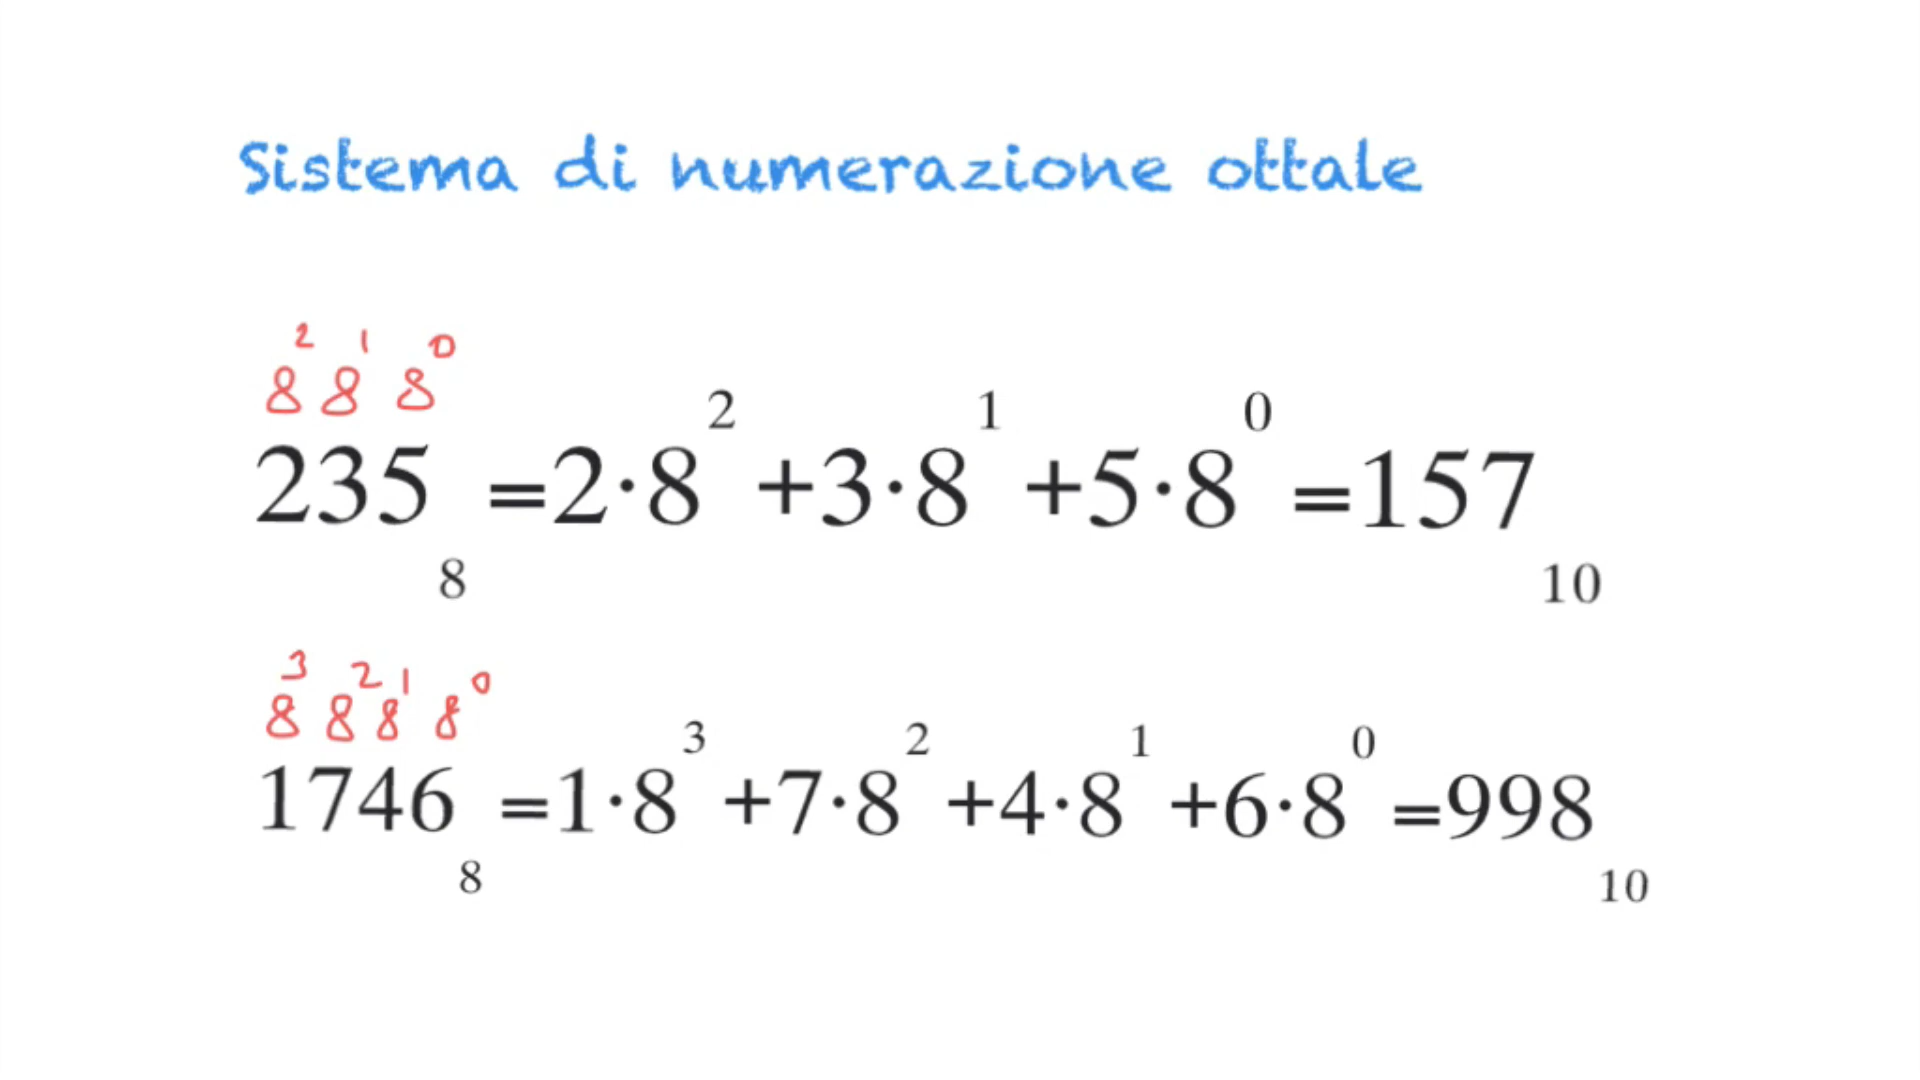 Sistema di numerazione ottale
8² 8¹ 8⁰
235₈ =2·8² +3·8¹ +5·8⁰ =157₁₀
8³ 8² 8¹ 8⁰
1746₈ =1·8³ +7·8² +4·8¹ +6·8⁰ =998₁₀